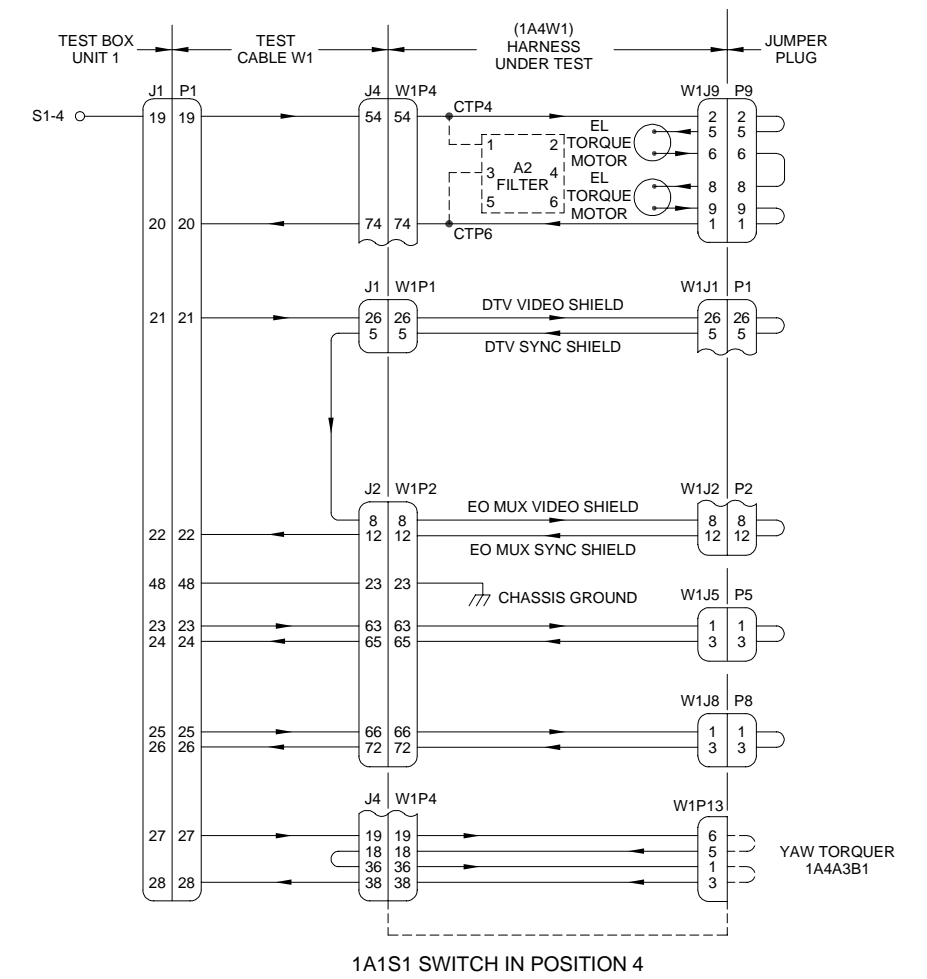 TEST BOX
UNIT 1
TEST
CABLE W1
(1A4W1)
HARNESS
UNDER TEST
JUMPER
PLUG
J1 P1
J4 W1P4
W1J9 P9
S1-4
19 19
54 54
CTP4
2 2
5 5
6 6
8 8
9 9
1 1
EL
TORQUE
MOTOR
EL
TORQUE
MOTOR
1 2
3 A2 4
FILTER
5 6
20 20
74 74
CTP6
J1 W1P1
W1J1 P1
21 21
26 26
5 5
DTV VIDEO SHIELD
DTV SYNC SHIELD
26 26
5 5
J2 W1P2
W1J2 P2
8 8
12 12
EO MUX VIDEO SHIELD
EO MUX SYNC SHIELD
8 8
12 12
22 22
48 48
23 23
CHASSIS GROUND
W1J5 P5
23 23
24 24
63 63
65 65
1 1
3 3
W1J8 P8
25 25
26 26
66 66
72 72
1 1
3 3
J4 W1P4
W1P13
27 27
19 19
18 18
36 36
38 38
6
5
1
3
28 28
YAW TORQUER
1A4A3B1
1A1S1 SWITCH IN POSITION 4